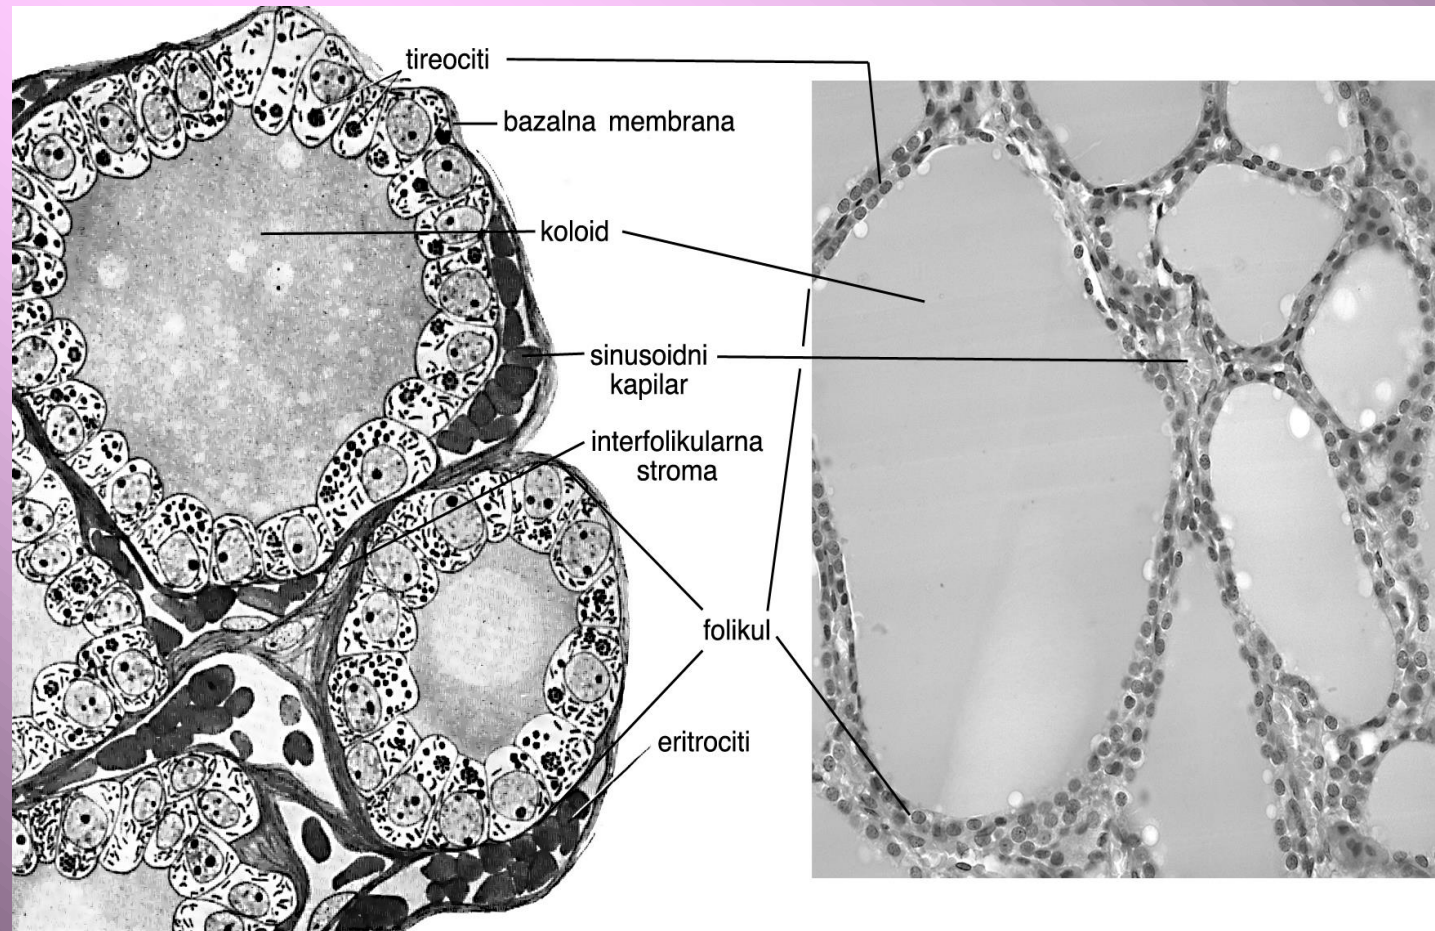 tireociti
bazalna membrana
koloid
sinusoidni
kapilar
interfolikularna
stroma
folikul
eritrociti